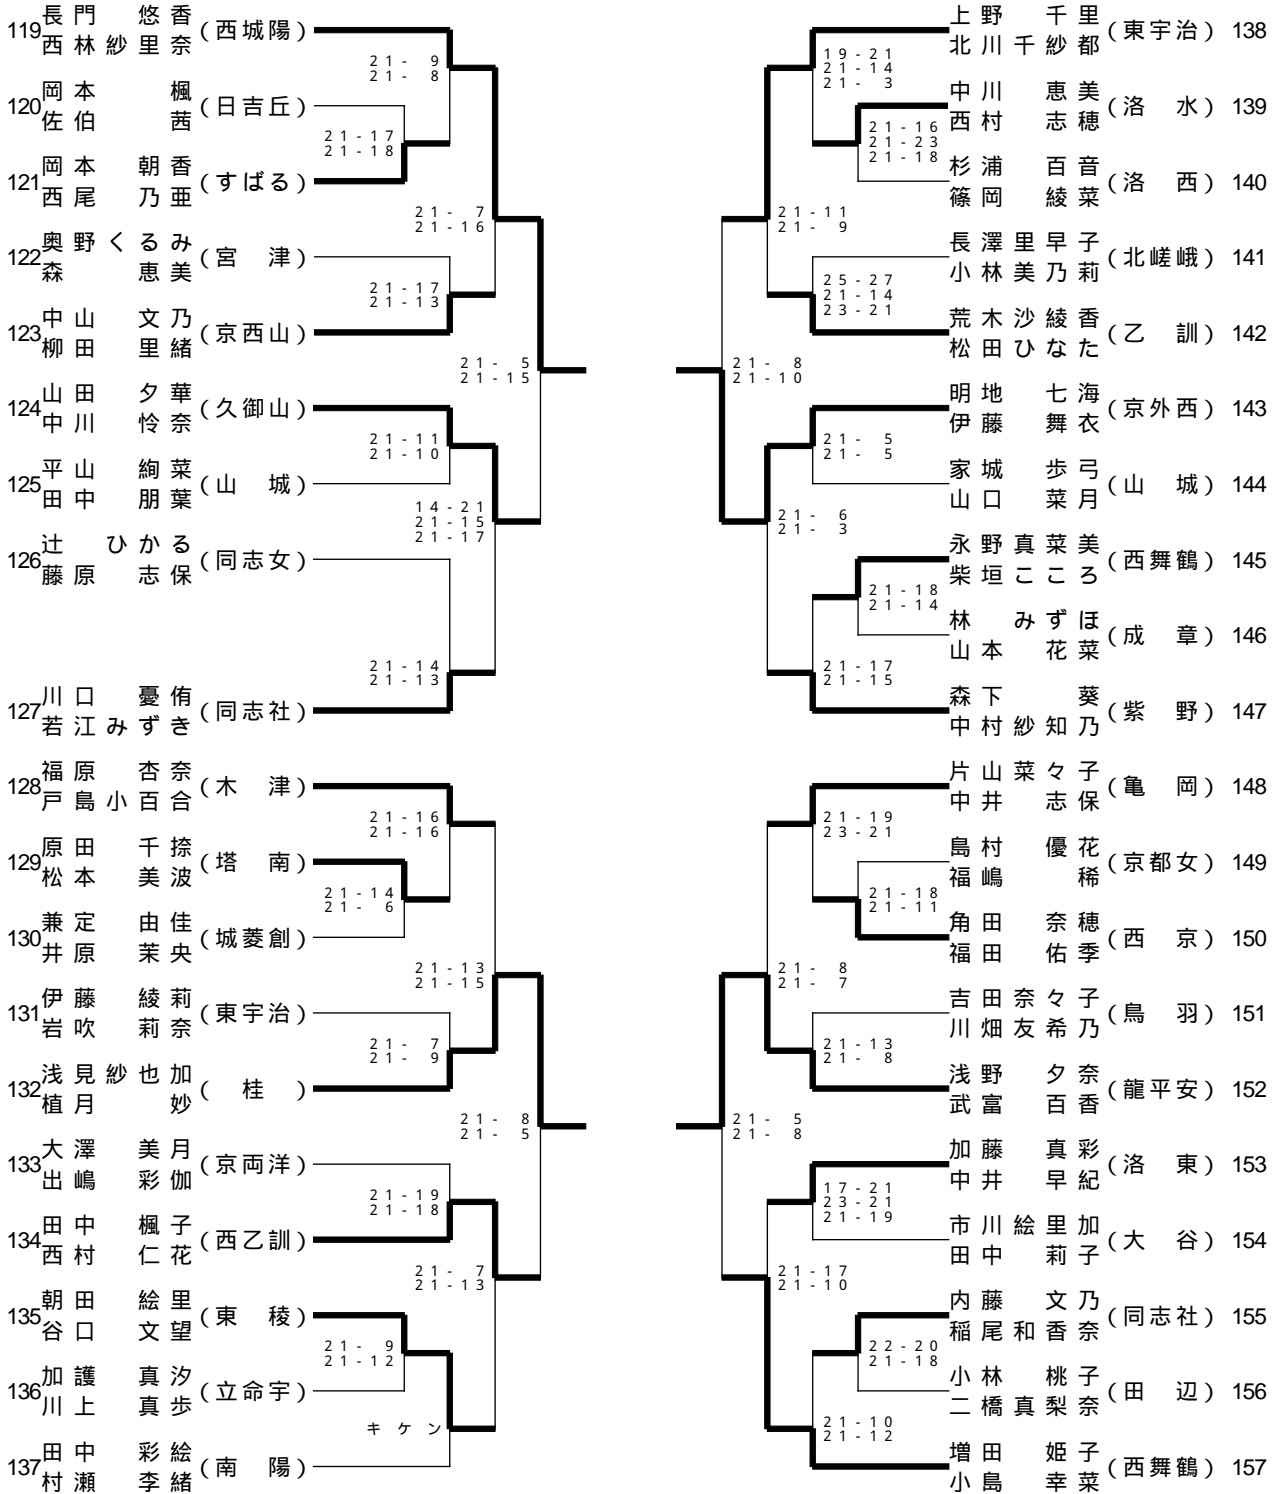 119 長門 悠香 (西城陽)
西林紗里奈
21-9
21-8
120 岡本 楓 (日吉丘)
佐伯 茜
21-17
21-18
121 岡本 朝香 (すばる)
西尾 乃亜
21-7
21-16
122 奥野くるみ (宮津)
森 恵美
21-17
21-13
123 中山 文乃 (京西山)
柳田 里緒
21-5
21-15
124 山田 夕華 (久御山)
中川 怜奈
21-11
21-10
125 平山 絢菜 (山城)
田中 朋葉
14-21
21-15
21-17
126 辻 ひかる (同志女)
藤原 志保
21-14
21-13
127 川口 憂侑 (同志社)
若江みずき
128 福原 杏奈 (木津)
戸島小百合
21-16
21-16
129 原田 千捺 (塔南)
松本 美波
21-14
21-6
130 兼定 由佳 (城菱創)
井原 茉央
21-13
21-15
131 伊藤 綾莉 (東宇治)
岩吹 莉奈
21-7
21-9
132 浅見紗也加 (桂)
植月 妙
21-8
21-5
133 大澤 美月 (京両洋)
出嶋 彩伽
21-19
21-18
134 田中 楓子 (西乙訓)
西村 仁花
21-7
21-13
135 朝田 絵里 (東稜)
谷口 文望
21-9
21-12
136 加護 真汐 (立命宇)
川上 真歩
キケン
137 田中 彩絵 (南陽)
村瀬 李緒
上野 千里 (東宇治) 138
北川千紗都
19-21
21-14
21-3
中川 恵美 (洛水) 139
西村 志穂
21-16
21-23
21-18
杉浦 百音 (洛西) 140
篠岡 綾菜
21-11
21-9
長澤里早子 (北嵯峨) 141
小林美乃莉
25-27
21-14
23-21
荒木沙綾香 (乙訓) 142
松田ひなた
21-8
21-10
明地 七海 (京外西) 143
伊藤 舞衣
21-5
21-5
家城 歩弓 (山城) 144
山口 菜月
21-6
21-3
永野真菜美 (西舞鶴) 145
柴垣こころ
21-18
21-14
林 みずほ (成章) 146
山本 花菜
21-17
21-15
森下 葵 (紫野) 147
中村紗知乃
片山菜々子 (亀岡) 148
中井 志保
21-19
23-21
島村 優花 (京都女) 149
福嶋 稀
21-18
21-11
角田 奈穂 (西京) 150
福田 佑季
21-8
21-7
吉田奈々子 (鳥羽) 151
川畑友希乃
21-13
21-8
浅野 夕奈 (龍平安) 152
武富 百香
21-5
21-8
加藤 真彩 (洛東) 153
中井 早紀
17-21
23-21
21-19
市川絵里加 (大谷) 154
田中 莉子
21-17
21-10
内藤 文乃 (同志社) 155
稲尾和香奈
22-20
21-18
小林 桃子 (田辺) 156
二橋真梨奈
21-10
21-12
増田 姫子 (西舞鶴) 157
小島 幸菜